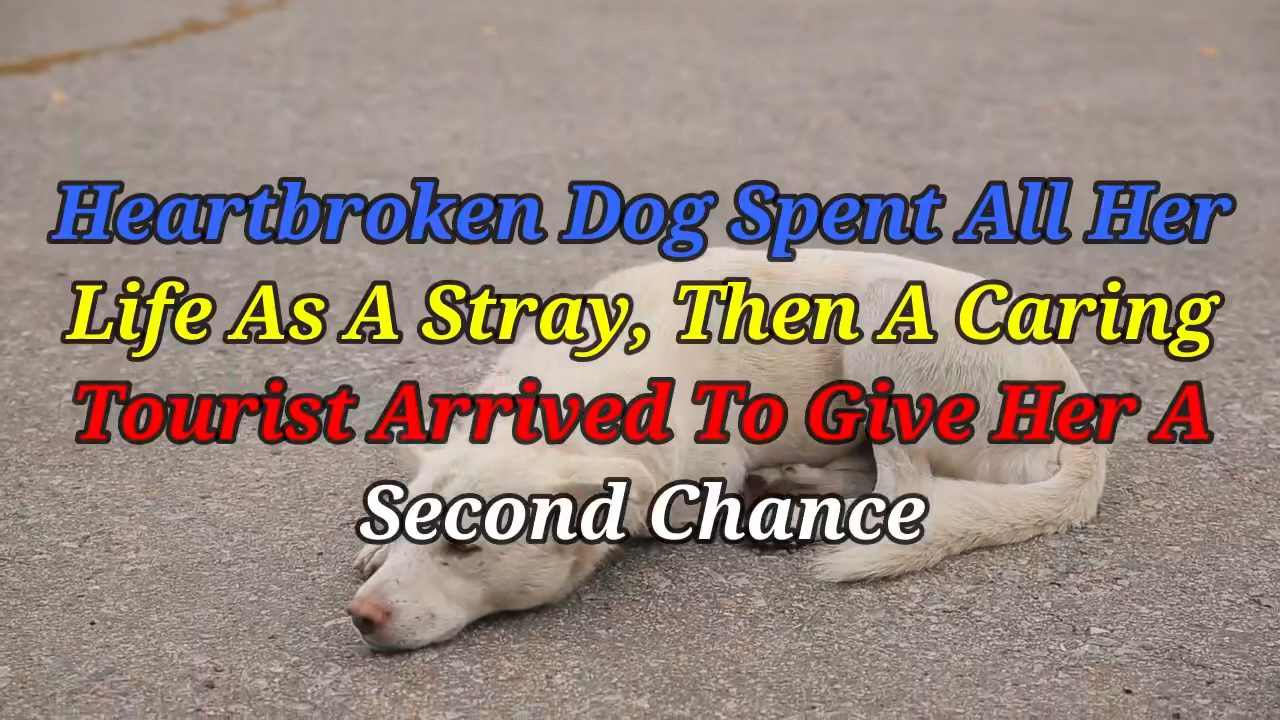 Heartbroken Dog Spent All Her
Life As A Stray, Then A Caring
Tourist Arrived To Give Her A
Second Chance